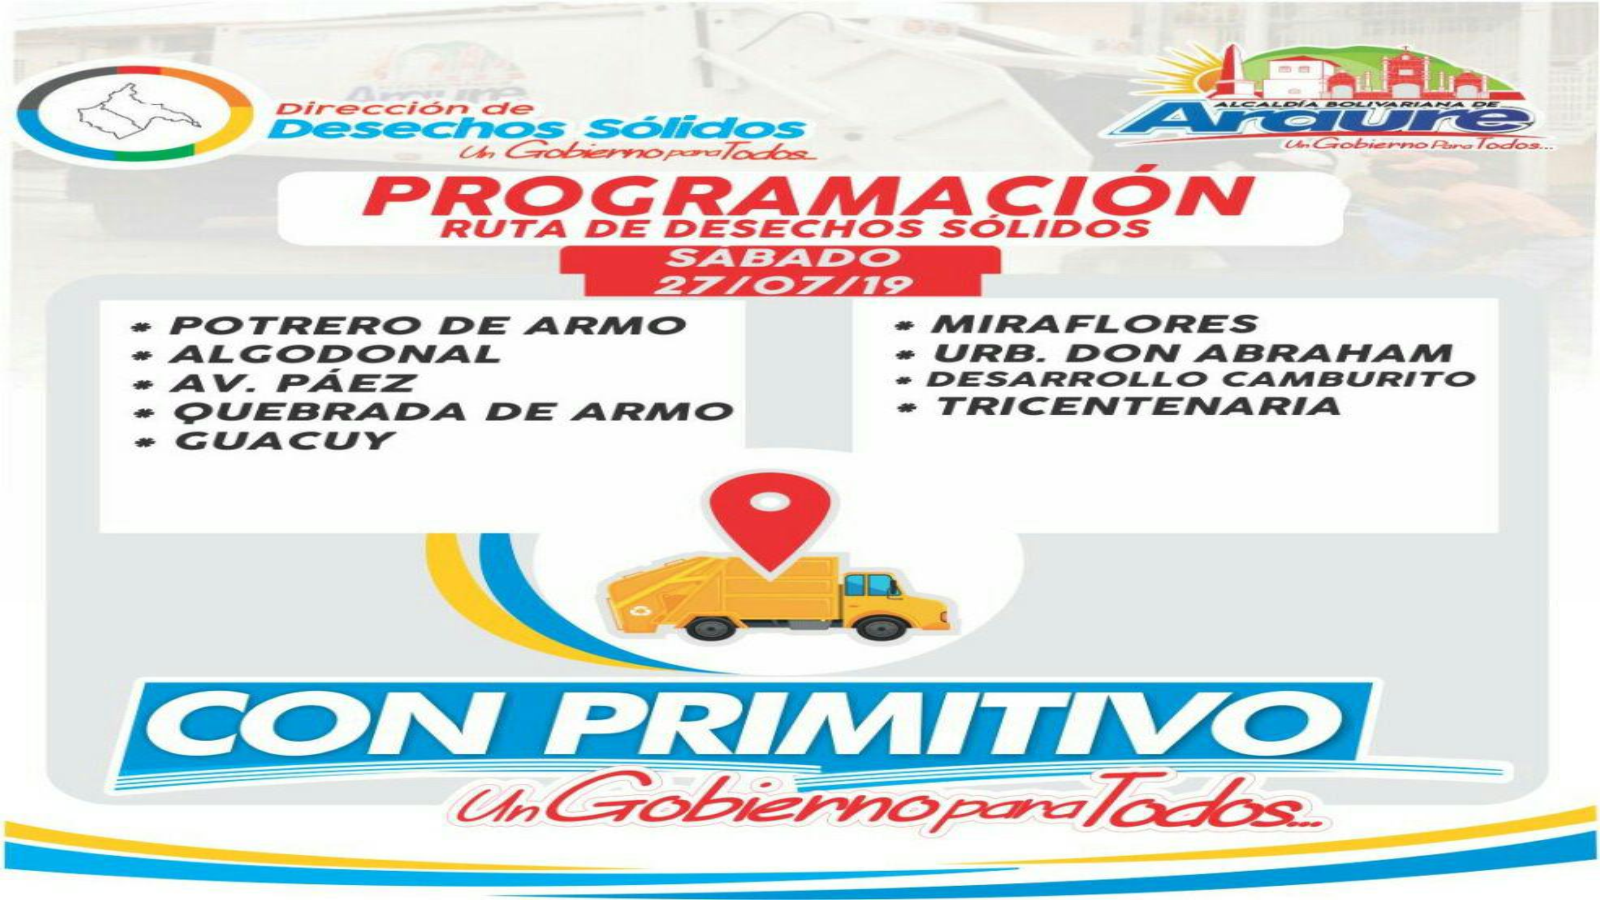 Dirección de
Desechos Sólidos
Un Gobierno para Todos...
ALCALDÍA BOLIVARIANA DE
Araure
Un Gobierno Para Todos...
PROGRAMACIÓN
RUTA DE DESECHOS SÓLIDOS
SÁBADO
27/07/19
* POTRERO DE ARMO
* ALGODONAL
* AV. PÁEZ
* QUEBRADA DE ARMO
* GUACUY
* MIRAFLORES
* URB. DON ABRAHAM
* DESARROLLO CAMBURITO
* TRICENTENARIA
CON PRIMITIVO
Un Gobierno para Todos...